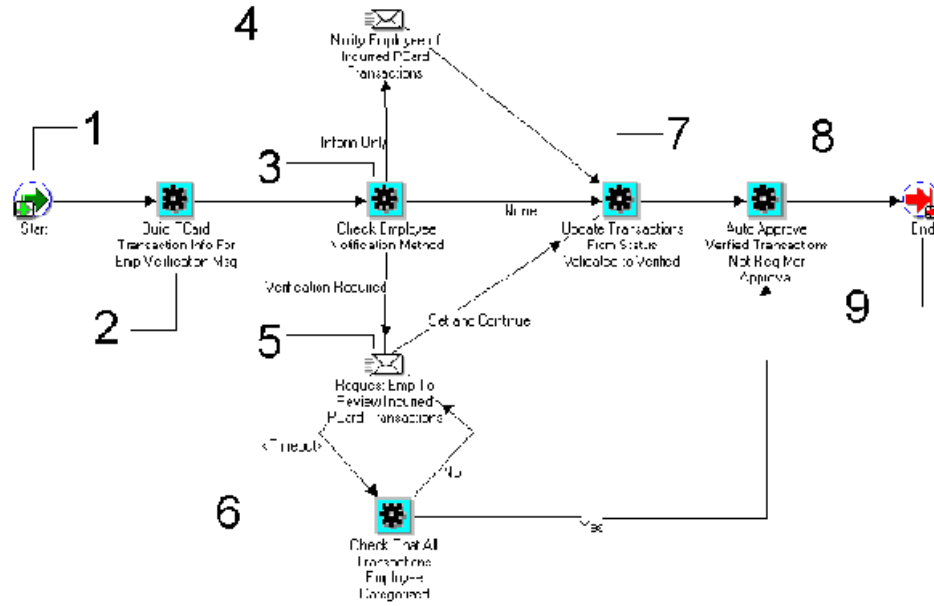 4
Notify Employee of
Incurred PCard
Transactions
1
7
8
3
Inform Only
Start
Build PCard
Transaction Info For
Emp Verification Msg
Check Employee
Notification Method
None
Update Transactions
From Status
Validated to Verified
Auto Approve
Verified Transactions
Not Req Mgr
Approval
End
Verification Required
2
5
Get and Continue
9
Request Emp To
Review Incurred
PCard Transactions
<Timeout>
No
6
Yes
Check That All
Transactions
Employee
Categorized